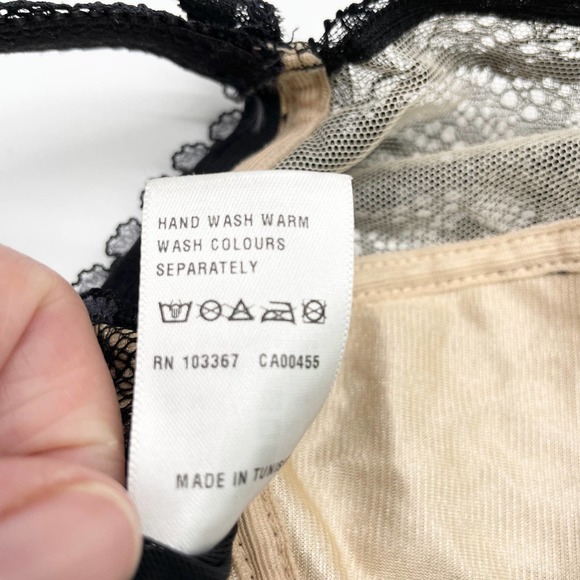 HAND WASH WARM
WASH COLOURS
SEPARATELY
RN 103367 CA00455
MADE IN